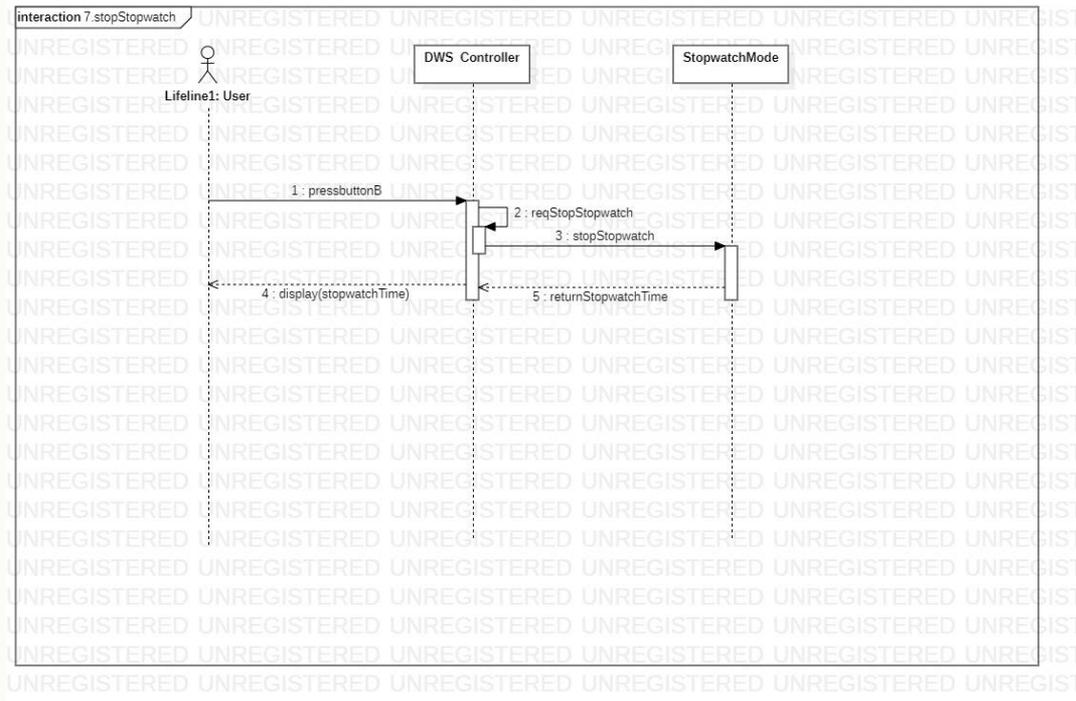 interaction 7.stopStopwatch
DWS Controller
StopwatchMode
Lifeline1: User
1 : pressbuttonB
2 : reqStopStopwatch
3 : stopStopwatch
4 : display(stopwatchTime)
5 : returnStopwatchTime
UNREGISTERED